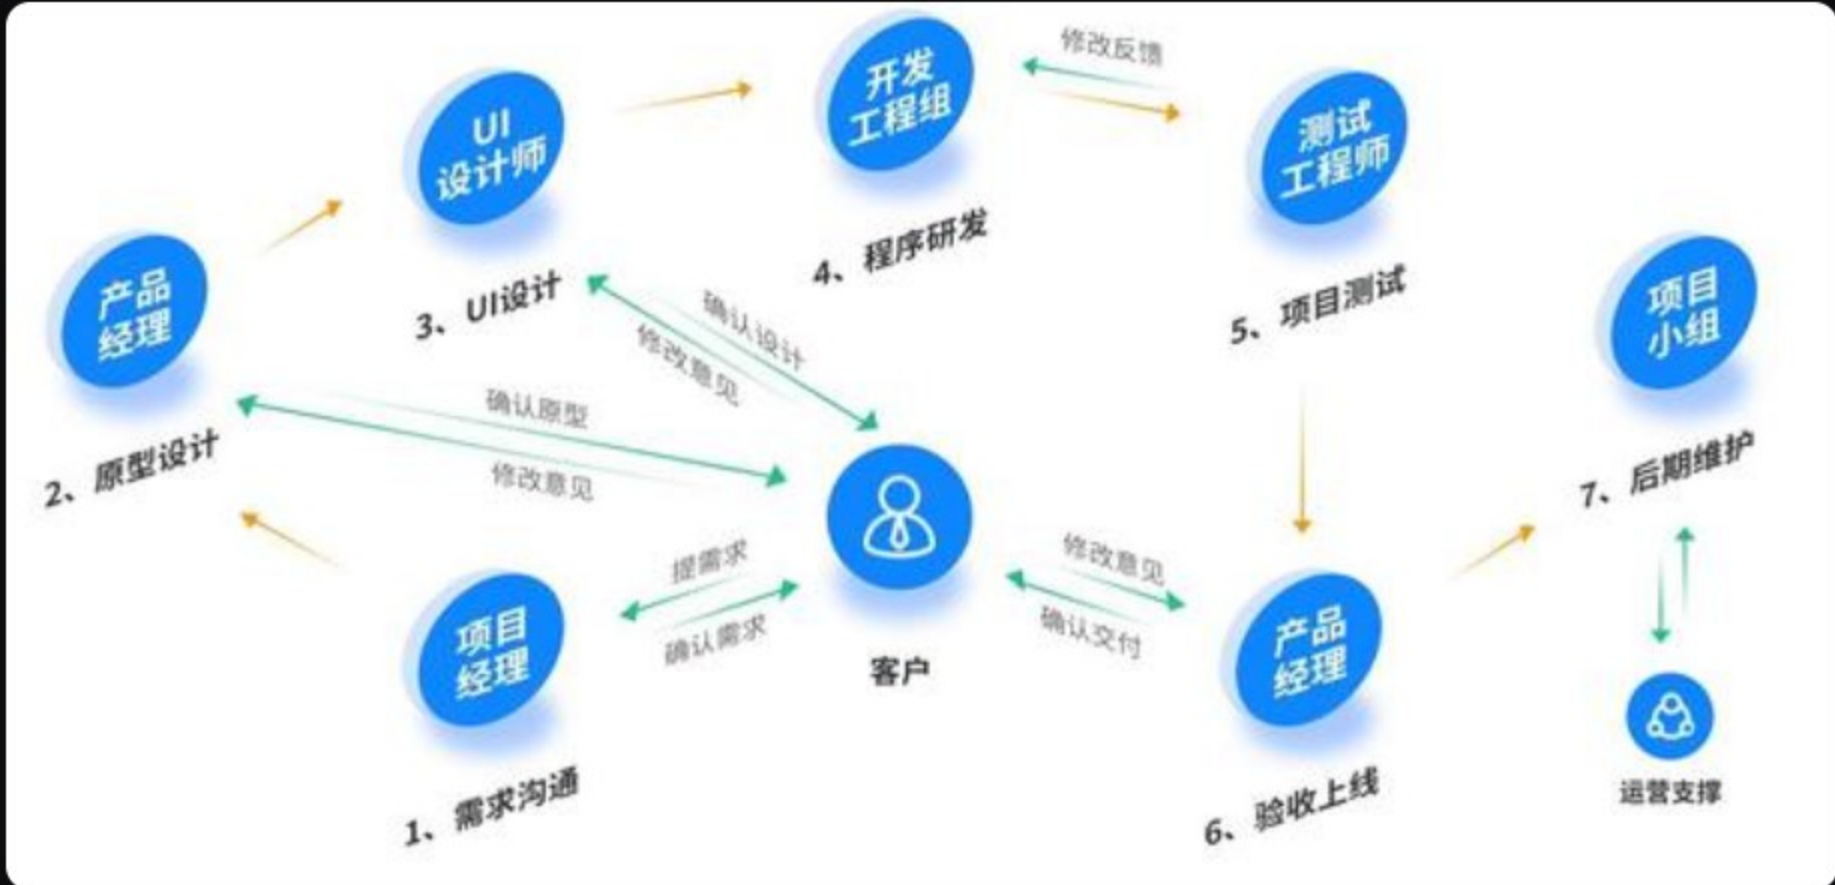 修改反馈
开发
工程组
UI
设计师
测试
工程师
4、程序研发
产品
经理
3、UI设计
5、项目测试
项目
小组
确认设计
修改意见
确认原型
修改意见
2、原型设计
7、后期维护
提需求
确认需求
修改意见
确认交付
项目
经理
客户
产品
经理
1、需求沟通
6、验收上线
运营支撑